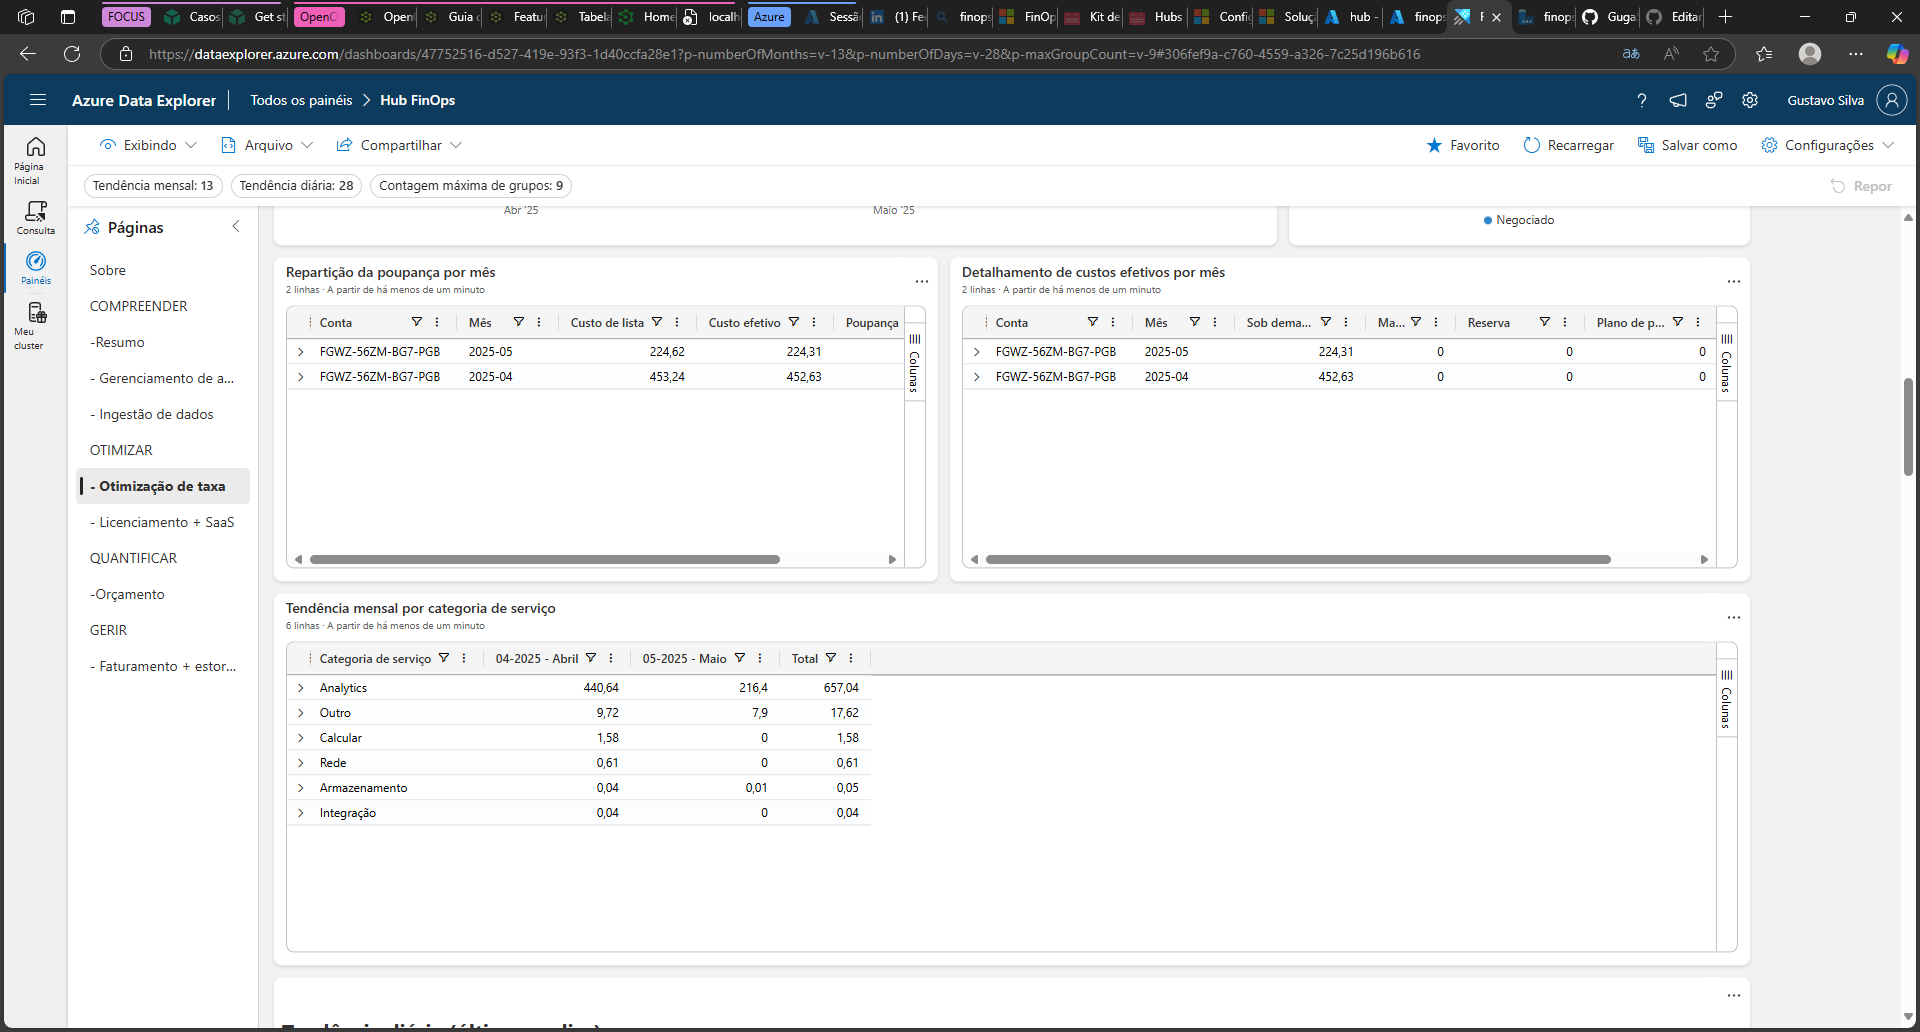 FOCUS
Casos
Get st
OpenC
Openf
Guia c
Featur
Tabela
Home
localh
Azure
Sessã
(1) Fe
finops
FinOp
Kit de
Hubs
Config
Soluç
hub -
finops
finops
Guga
Editar
https://dataexplorer.azure.com/dashboards/47752516-d527-419e-93f3-1d40ccfa28e1?p-numberOfMonths=v-13&p-numberOfDays=v-28&p-maxGroupCount=v-9#306fef9a-c760-4559-a326-7c25d196b616
Azure Data Explorer
Todos os painéis > Hub FinOps
Gustavo Silva
Página Inicial
Consulta
Painéis
Meu cluster
Exibindo
Arquivo
Compartilhar
Favorito
Recarregar
Salvar como
Configurações
Tendência mensal: 13
Tendência diária: 28
Contagem máxima de grupos: 9
Repor
Páginas
Sobre
COMPREENDER
-Resumo
- Gerenciamento de a...
- Ingestão de dados
OTIMIZAR
- Otimização de taxa
- Licenciamento + SaaS
QUANTIFICAR
-Orçamento
GERIR
- Faturamento + estor...
Abr '25
Maio '25
Negociado
Repartição da poupança por mês
2 linhas · A partir de há menos de um minuto
Conta Mês Custo de lista Custo efetivo Poupança
FGWZ-56ZM-BG7-PGB 2025-05 224,62 224,31
FGWZ-56ZM-BG7-PGB 2025-04 453,24 452,63
Colunas
Detalhamento de custos efetivos por mês
2 linhas · A partir de há menos de um minuto
Conta Mês Sob dema... Ma... Reserva Plano de p...
FGWZ-56ZM-BG7-PGB 2025-05 224,31 0 0 0
FGWZ-56ZM-BG7-PGB 2025-04 452,63 0 0 0
Colunas
Tendência mensal por categoria de serviço
6 linhas · A partir de há menos de um minuto
Categoria de serviço 04-2025 - Abril 05-2025 - Maio Total
Analytics 440,64 216,4 657,04
Outro 9,72 7,9 17,62
Calcular 1,58 0 1,58
Rede 0,61 0 0,61
Armazenamento 0,04 0,01 0,05
Integração 0,04 0 0,04
Colunas